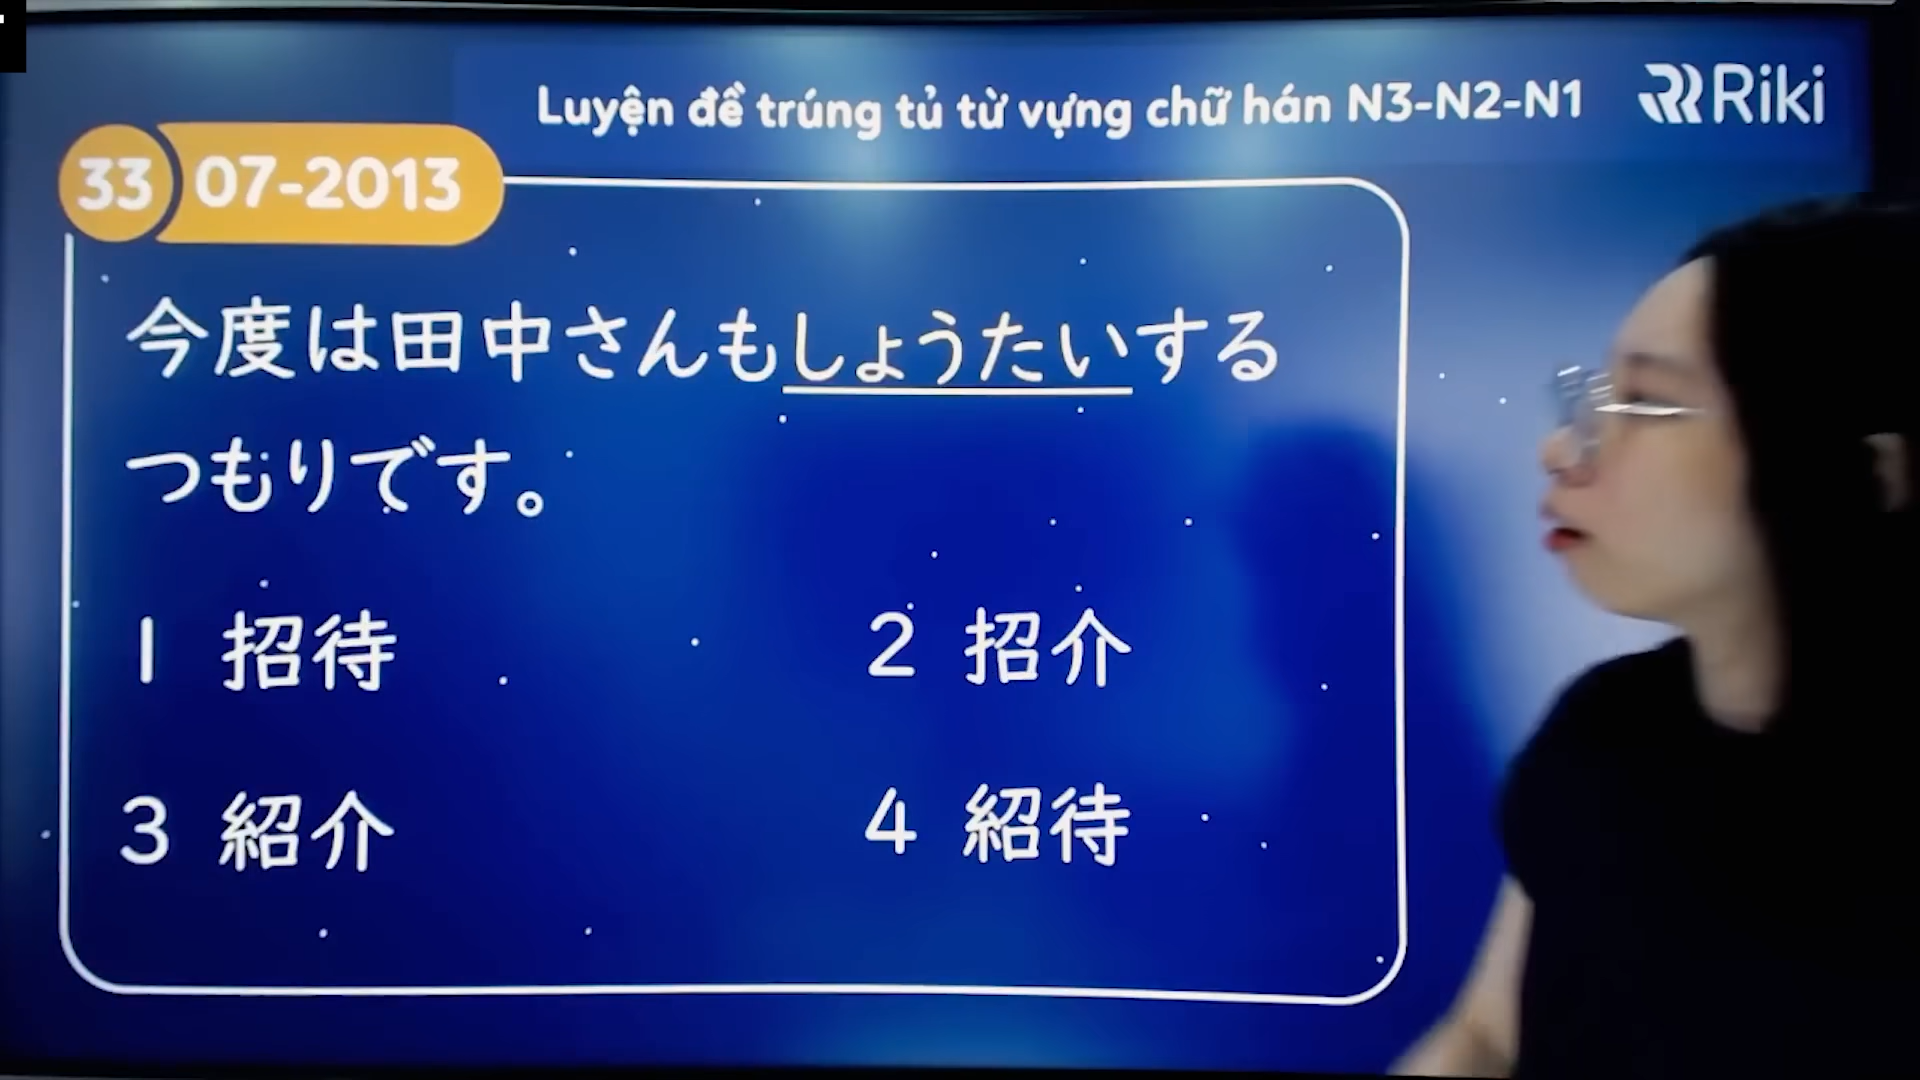 Luyện đề trúng tủ từ vựng chữ hán N3-N2-N1
Riki
33 07-2013
今度は田中さんもしょうたいする
つもりです。
1 招待
2 招介
3 紹介
4 紹待